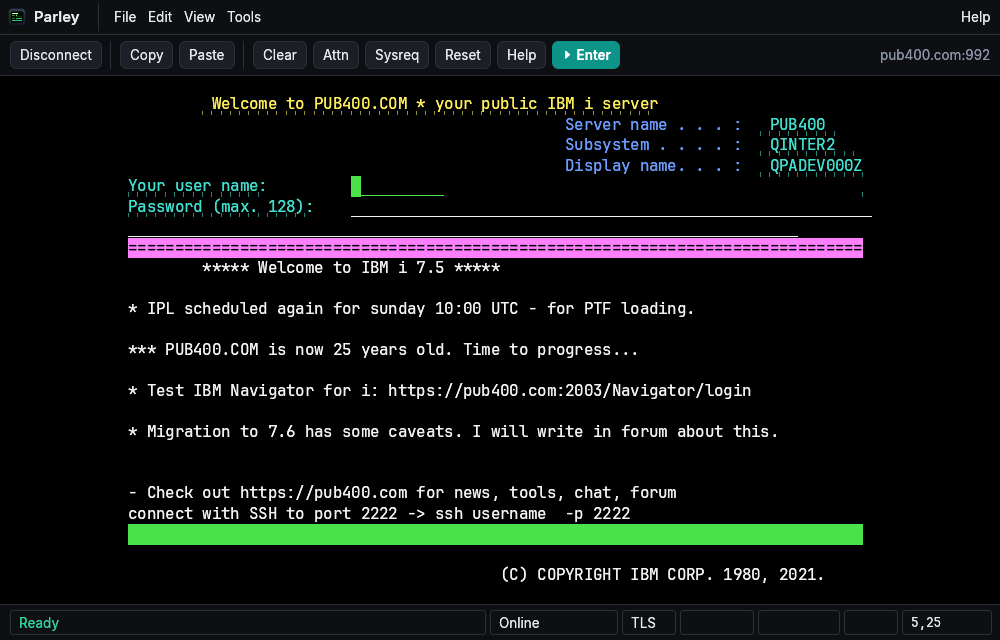 Parley File Edit View Tools Help
Disconnect Copy Paste Clear Attn Sysreq Reset Help Enter pub400.com:992
Welcome to PUB400.COM * your public IBM i server
Server name . . . : PUB400
Subsystem . . . . : QINTER2
Display name. . . : QPADEV000Z
Your user name:
Password (max. 128):
===============================================================================
***** Welcome to IBM i 7.5 *****
* IPL scheduled again for sunday 10:00 UTC - for PTF loading.
*** PUB400.COM is now 25 years old. Time to progress...
* Test IBM Navigator for i: https://pub400.com:2003/Navigator/login
* Migration to 7.6 has some caveats. I will write in forum about this.
- Check out https://pub400.com for news, tools, chat, forum
connect with SSH to port 2222 -> ssh username  -p 2222
(C) COPYRIGHT IBM CORP. 1980, 2021.
Ready Online TLS 5,25